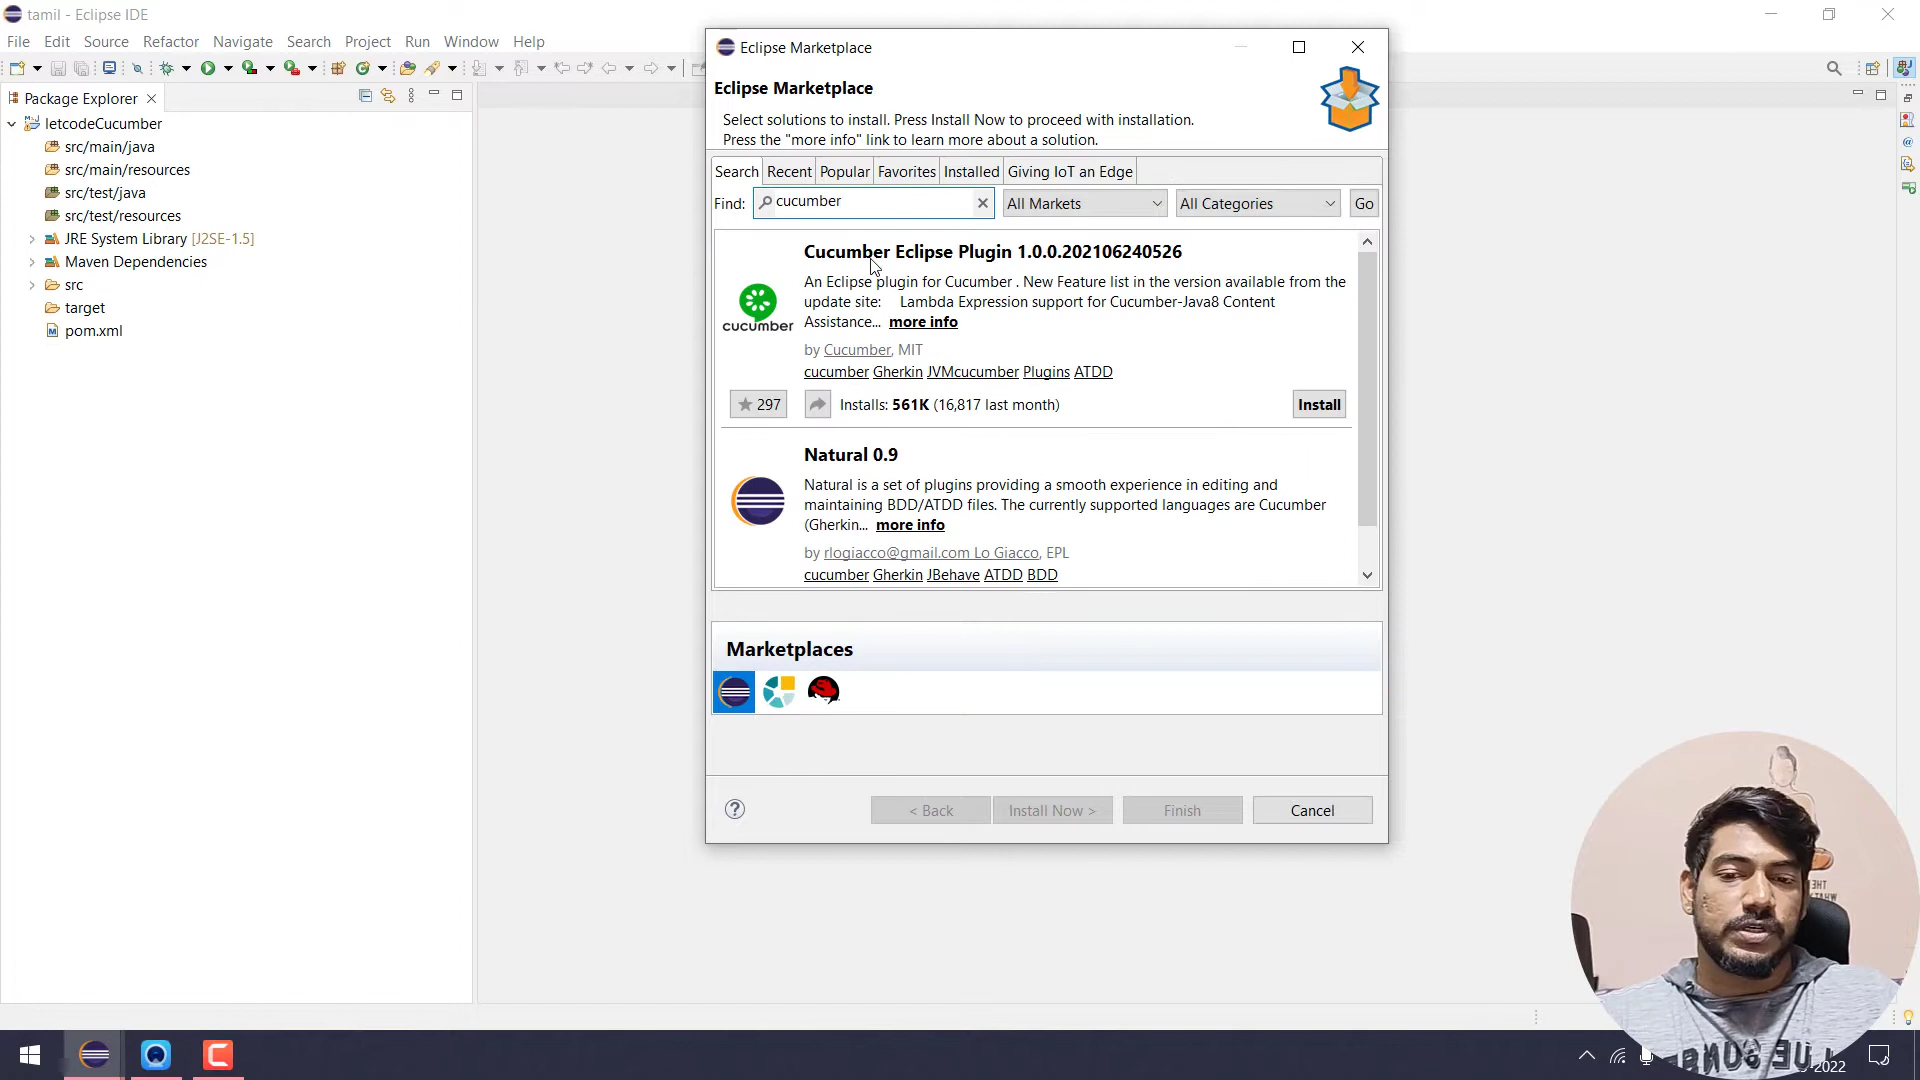 tamil - Eclipse IDE
File Edit Source Refactor Navigate Search Project Run Window Help
Package Explorer
letcodeCucumber
src/main/java
src/main/resources
src/test/java
src/test/resources
JRE System Library [J2SE-1.5]
Maven Dependencies
src
target
pom.xml
Eclipse Marketplace
Eclipse Marketplace
Select solutions to install. Press Install Now to proceed with installation.
Press the "more info" link to learn more about a solution.
Search Recent Popular Favorites Installed Giving IoT an Edge
Find: cucumber All Markets All Categories Go
Cucumber Eclipse Plugin 1.0.0.202106240526
An Eclipse plugin for Cucumber . New Feature list in the version available from the
update site: Lambda Expression support for Cucumber-Java8 Content
Assistance... more info
cucumber
by Cucumber, MIT
cucumber Gherkin JVMcucumber Plugins ATDD
297 Installs: 561K (16,817 last month) Install
Natural 0.9
Natural is a set of plugins providing a smooth experience in editing and
maintaining BDD/ATDD files. The currently supported languages are Cucumber
(Gherkin... more info
by rlogiacco@gmail.com Lo Giacco, EPL
cucumber Gherkin JBehave ATDD BDD
Marketplaces
< Back Install Now > Finish Cancel